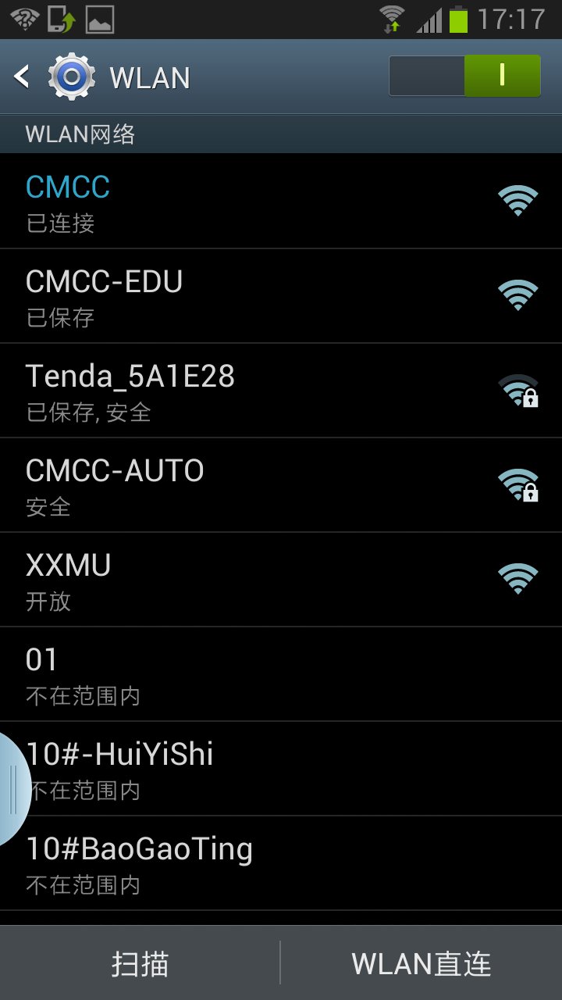 17:17
WLAN
WLAN网络
CMCC
已连接
CMCC-EDU
已保存
Tenda_5A1E28
已保存, 安全
CMCC-AUTO
安全
XXMU
开放
01
不在范围内
10#-HuiYiShi
不在范围内
10#BaoGaoTing
不在范围内
扫描
WLAN直连